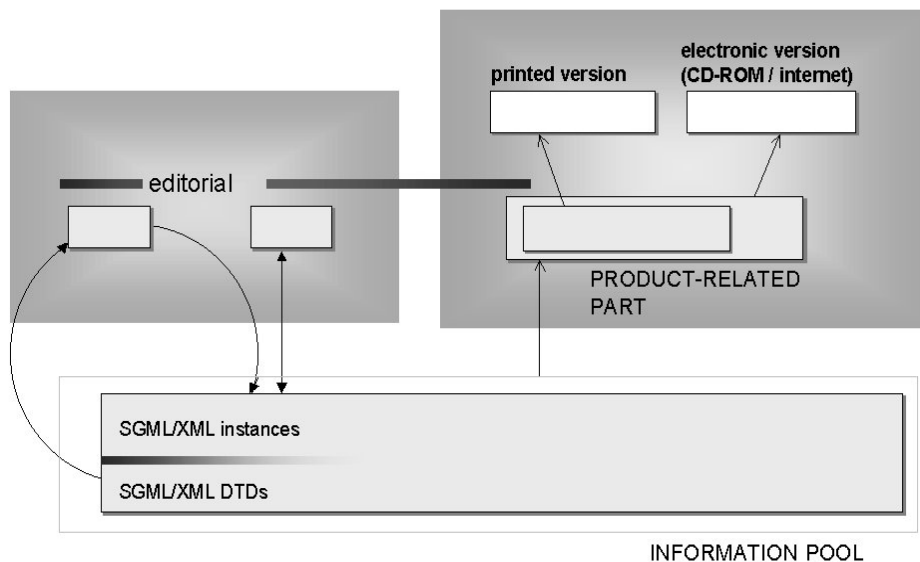 printed version
electronic version
(CD-ROM / internet)
editorial
PRODUCT-RELATED
PART
SGML/XML instances
SGML/XML DTDs
INFORMATION POOL